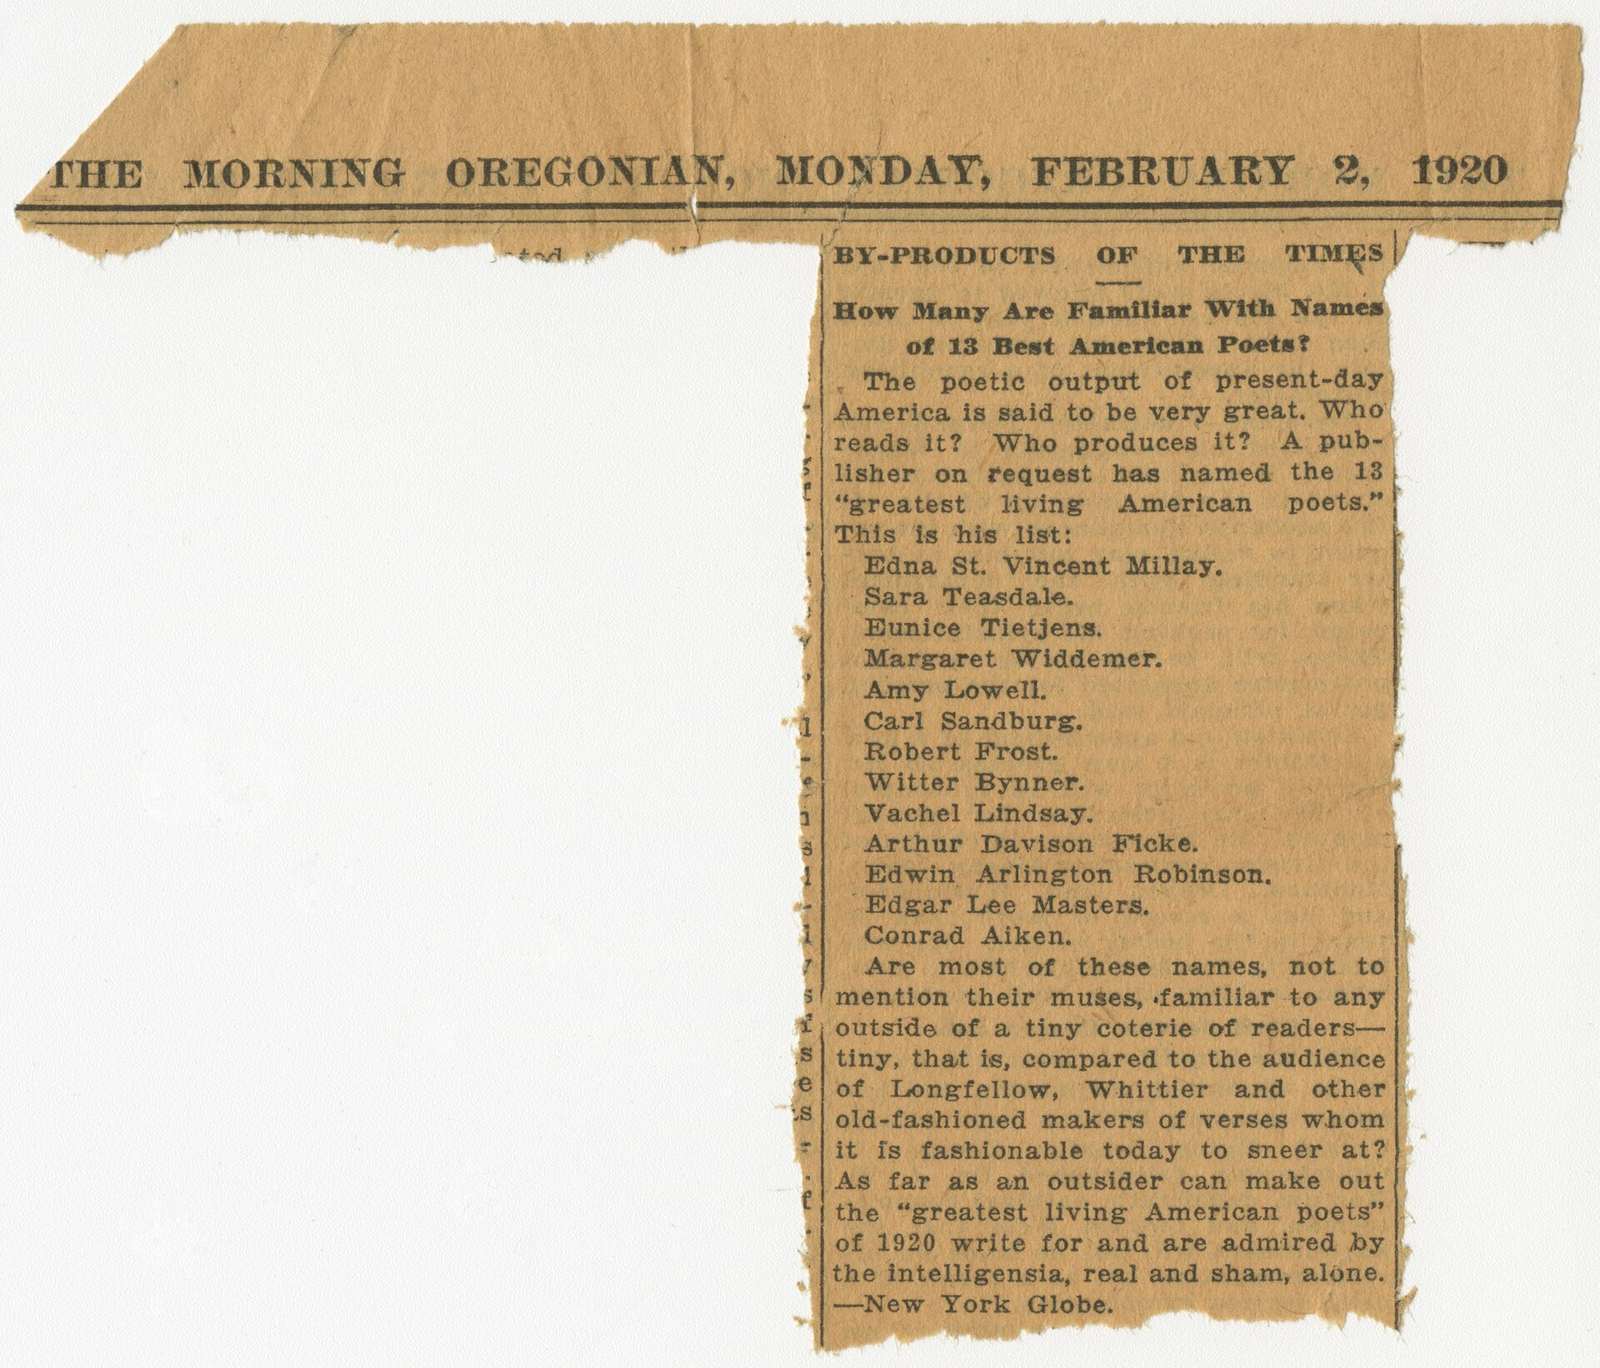 THE MORNING OREGONIAN, MONDAY, FEBRUARY 2, 1920
BY-PRODUCTS OF THE TIMES
How Many Are Familiar With Names
of 13 Best American Poets?
The poetic output of present-day
America is said to be very great. Who
reads it? Who produces it? A pub-
lisher on request has named the 13
"greatest living American poets."
This is his list:
Edna St. Vincent Millay.
Sara Teasdale.
Eunice Tietjens.
Margaret Widdemer.
Amy Lowell.
Carl Sandburg.
Robert Frost.
Witter Bynner.
Vachel Lindsay.
Arthur Davison Ficke.
Edwin Arlington Robinson.
Edgar Lee Masters.
Conrad Aiken.
Are most of these names, not to
mention their muses, familiar to any
outside of a tiny coterie of readers—
tiny, that is, compared to the audience
of Longfellow, Whittier and other
old-fashioned makers of verses whom
it is fashionable today to sneer at?
As far as an outsider can make out
the "greatest living American poets"
of 1920 write for and are admired by
the intelligensia, real and sham, alone.
—New York Globe.